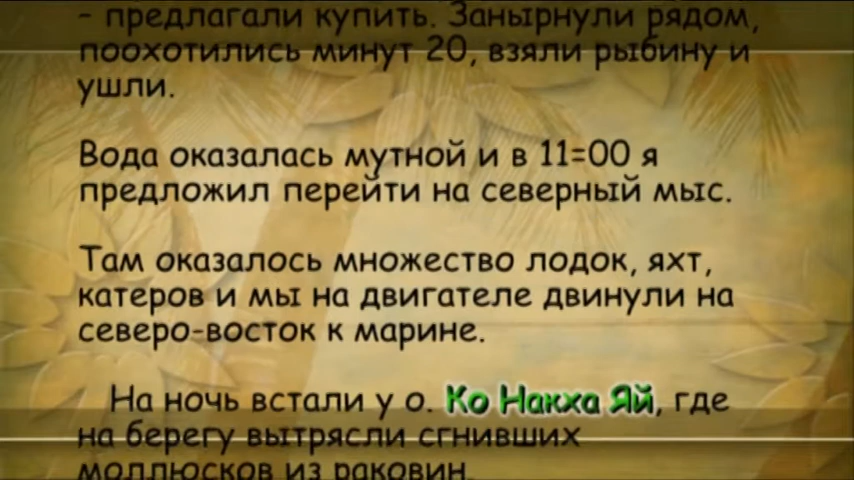 - предлагали купить. Занырнули рядом,
поохотились минут 20, взяли рыбину и
ушли.
Вода оказалась мутной и в 11=00 я
предложил перейти на северный мыс.
Там оказалось множество лодок, яхт,
катеров и мы на двигателе двинули на
северо-восток к марине.
На ночь встали у о. Ко Накха Яй, где
на берегу вытрясли сгнивших
моллюсков из раковин.